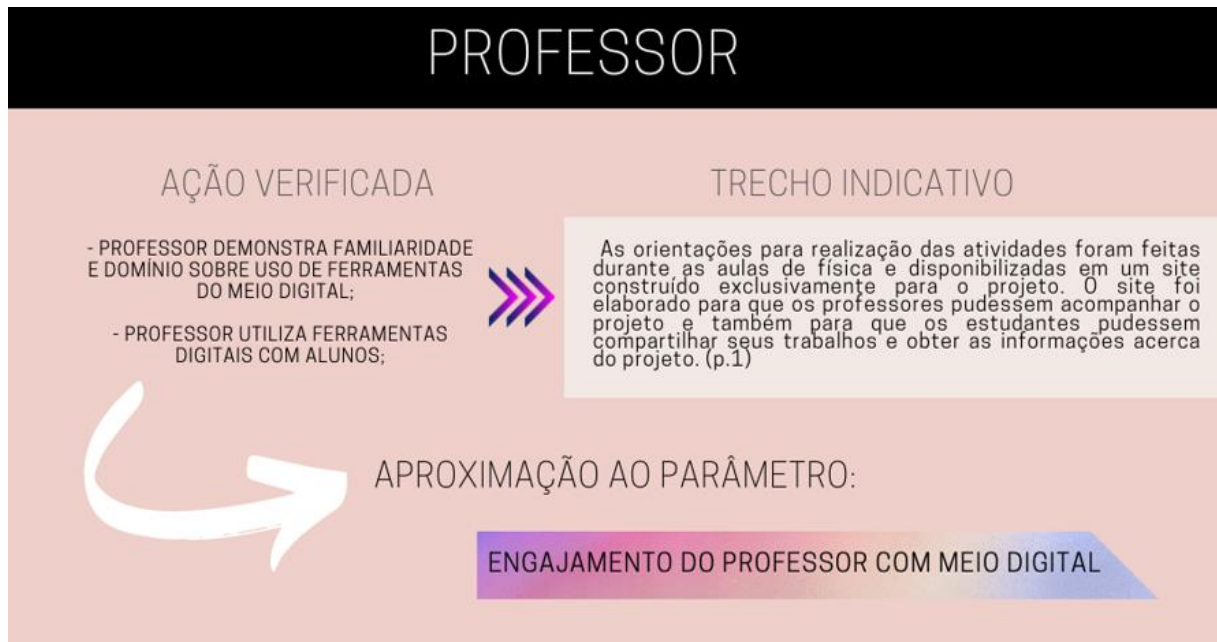 PROFESSOR
AÇÃO VERIFICADA
- PROFESSOR DEMONSTRA FAMILIARIDADE
E DOMÍNIO SOBRE USO DE FERRAMENTAS
DO MEIO DIGITAL;
- PROFESSOR UTILIZA FERRAMENTAS
DIGITAIS COM ALUNOS;
TRECHO INDICATIVO
As orientações para realização das atividades foram feitas
durante as aulas de física e disponibilizadas em um site
construído exclusivamente para o projeto. O site foi
elaborado para que os professores pudessem acompanhar o
projeto e também para que os estudantes pudessem
compartilhar seus trabalhos e obter as informações acerca
do projeto. (p.1)
APROXIMAÇÃO AO PARÂMETRO:
ENGAJAMENTO DO PROFESSOR COM MEIO DIGITAL